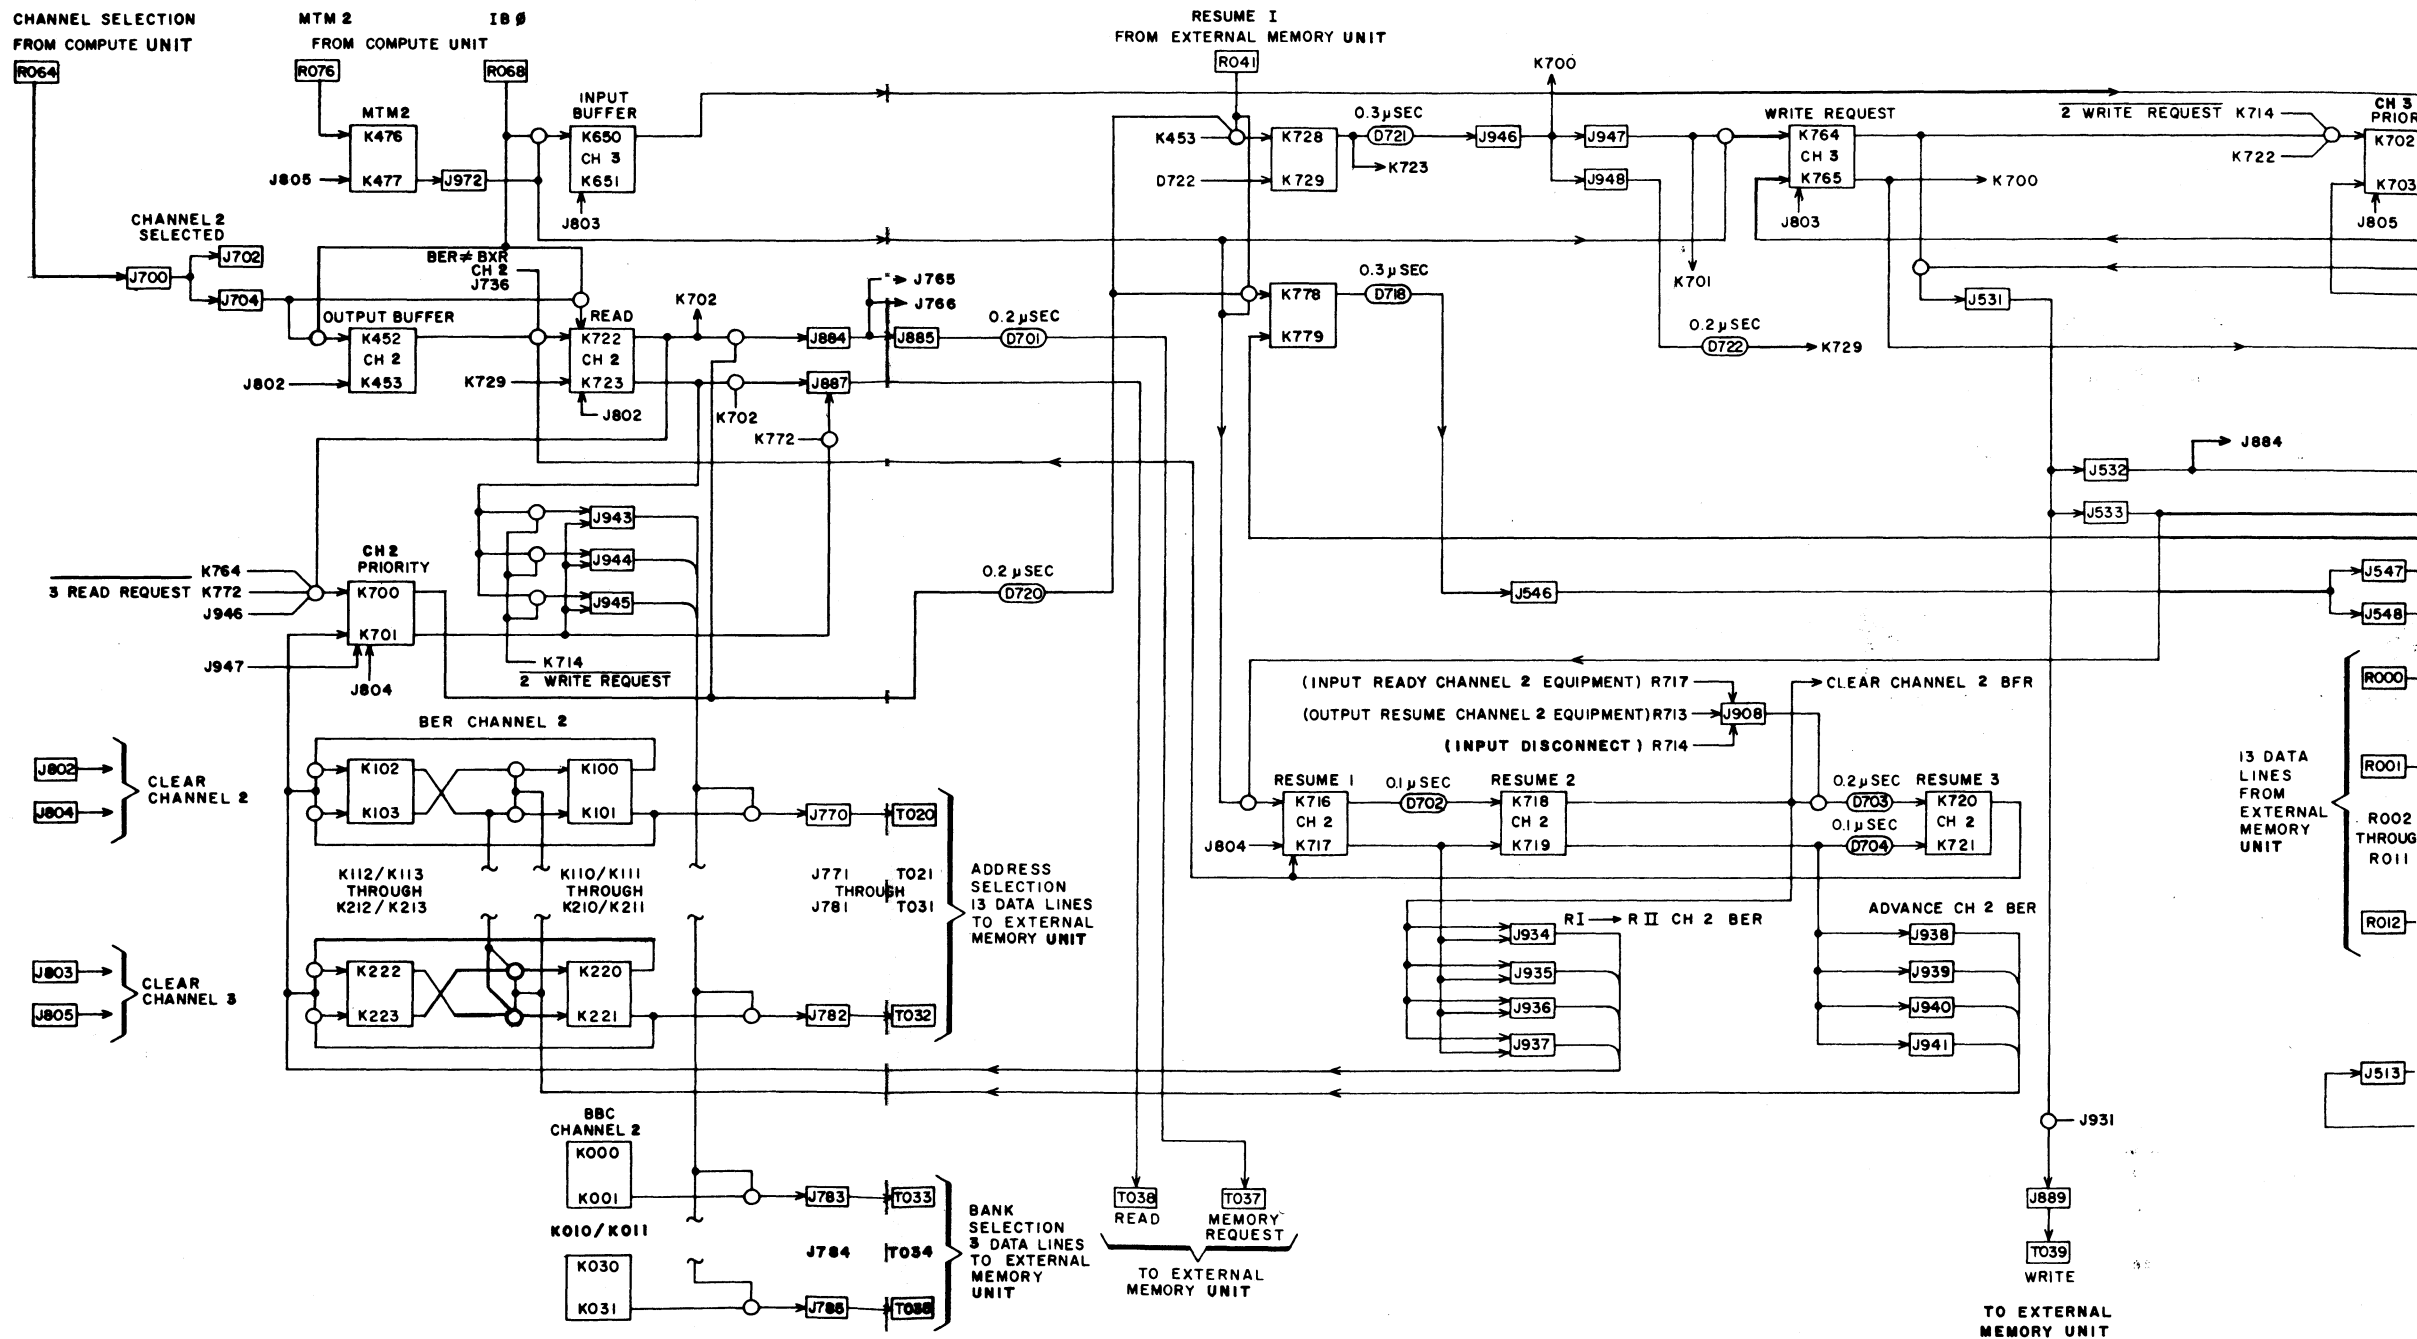 CHANNEL SELECTION
FROM COMPUTE UNIT
R064
MTM 2
IBØ
FROM COMPUTE UNIT
R076
R068
MTM2
K476
K477
J805
J972
INPUT
BUFFER
K650
CH 3
K651
J803
CHANNEL 2
SELECTED
J700
J702
J704
BER≠BXR
CH 2
J736
OUTPUT BUFFER
K452
CH 2
K453
J802
READ
K722
CH 2
K723
K729
J802
K702
K702
J884
J887
J765
J766
J885
0.2 µSEC
D701
K772
RESUME I
FROM EXTERNAL MEMORY UNIT
R041
K453
D722
K728
K729
0.3 µSEC
D721
K723
J946
K700
J947
J948
K701
0.2 µSEC
D722
K729
K778
K779
0.3 µSEC
D718
WRITE REQUEST
K764
CH 3
K765
J803
K700
2 WRITE REQUEST K714
K722
CH 3
PRIOR
K702
K703
J805
J531
J532
J533
J884
J943
J944
J945
K714
2 WRITE REQUEST
CH 2
PRIORITY
K764
3 READ REQUEST K772
J946
K700
K701
J947
J804
0.2 µSEC
D720
J546
J547
J548
(INPUT READY CHANNEL 2 EQUIPMENT) R717
(OUTPUT RESUME CHANNEL 2 EQUIPMENT) R713
(INPUT DISCONNECT) R714
J908
CLEAR CHANNEL 2 BFR
BER CHANNEL 2
J802
J804
CLEAR
CHANNEL 2
K102
K103
K100
K101
J770
T020
K112/K113
THROUGH
K212/K213
K110/K111
THROUGH
K210/K211
J771 T021
THROUGH
J781 T031
ADDRESS
SELECTION
13 DATA LINES
TO EXTERNAL
MEMORY UNIT
J803
J805
CLEAR
CHANNEL 3
K222
K223
K220
K221
J782
T032
RESUME 1
K716
CH 2
K717
J804
0.1 µSEC
D702
RESUME 2
K718
CH 2
K719
0.2 µSEC
D703
0.1 µSEC
D704
RESUME 3
K720
CH 2
K721
RI → RII CH 2 BER
J934
J935
J936
J937
ADVANCE CH 2 BER
J938
J939
J940
J941
13 DATA
LINES
FROM
EXTERNAL
MEMORY
UNIT
R000
R001
R002
THROUG
R011
R012
J513
BBC
CHANNEL 2
K000
K001
K010/K011
K030
K031
J783
T033
J784
T034
J785
T035
BANK
SELECTION
3 DATA LINES
TO EXTERNAL
MEMORY
UNIT
T038
READ
T037
MEMORY
REQUEST
TO EXTERNAL
MEMORY UNIT
J931
J889
T039
WRITE
TO EXTERNAL
MEMORY UNIT